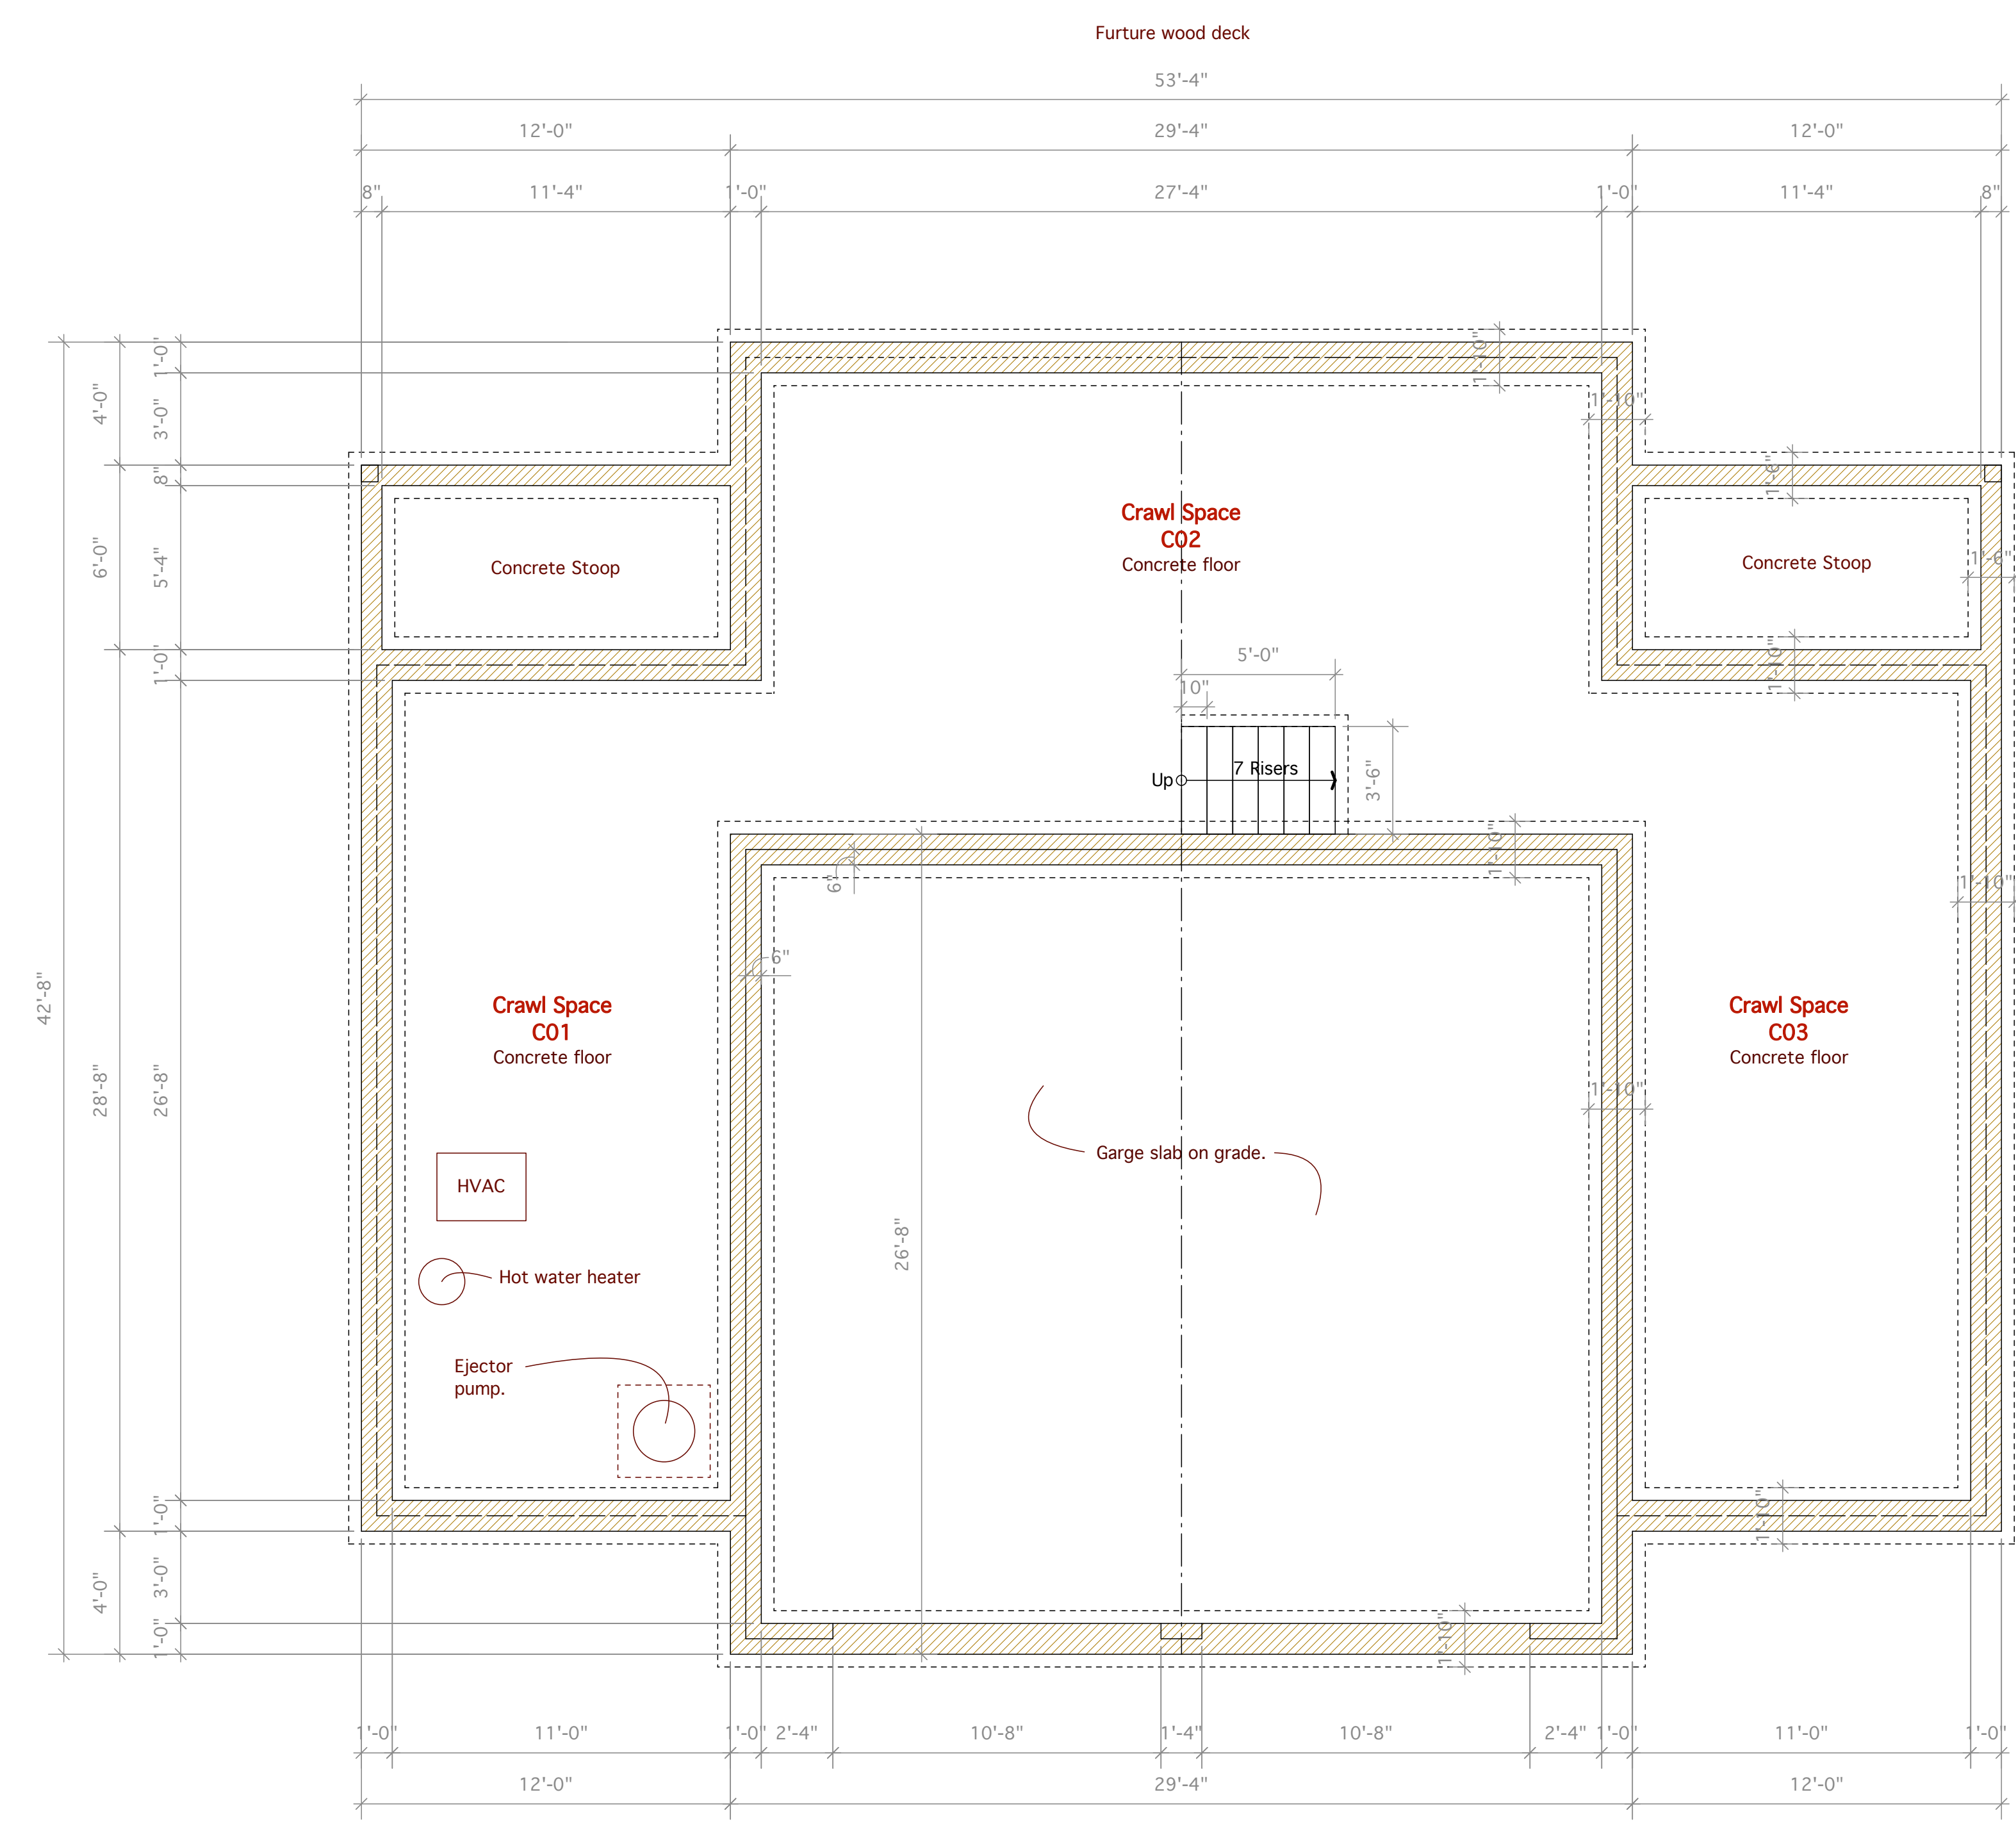 Furture wood deck
53'-4"
12'-0"
29'-4"
12'-0"
8"
11'-4"
1'-0"
27'-4"
1'-0"
11'-4"
8"
1'-0"
1'-10"
4'-0"
3'-0"
1'-10"
8"
1'-6"
Crawl Space
C02
Concrete floor
6'-0"
5'-4"
Concrete Stoop
Concrete Stoop
1'-6"
1'-0"
1'-10"
5'-0"
10"
Up
7 Risers
3'-6"
1'-10"
6"
1'-10"
6"
42'-8"
28'-8"
26'-8"
Crawl Space
C01
Concrete floor
Crawl Space
C03
Concrete floor
1'-10"
Garge slab on grade.
HVAC
26'-8"
Hot water heater
Ejector
pump.
1'-0"
1'-10"
4'-0"
3'-0"
1'-0"
1'-10"
1'-0"
11'-0"
1'-0"
2'-4"
10'-8"
1'-4"
10'-8"
2'-4"
1'-0"
11'-0"
1'-0"
12'-0"
29'-4"
12'-0"